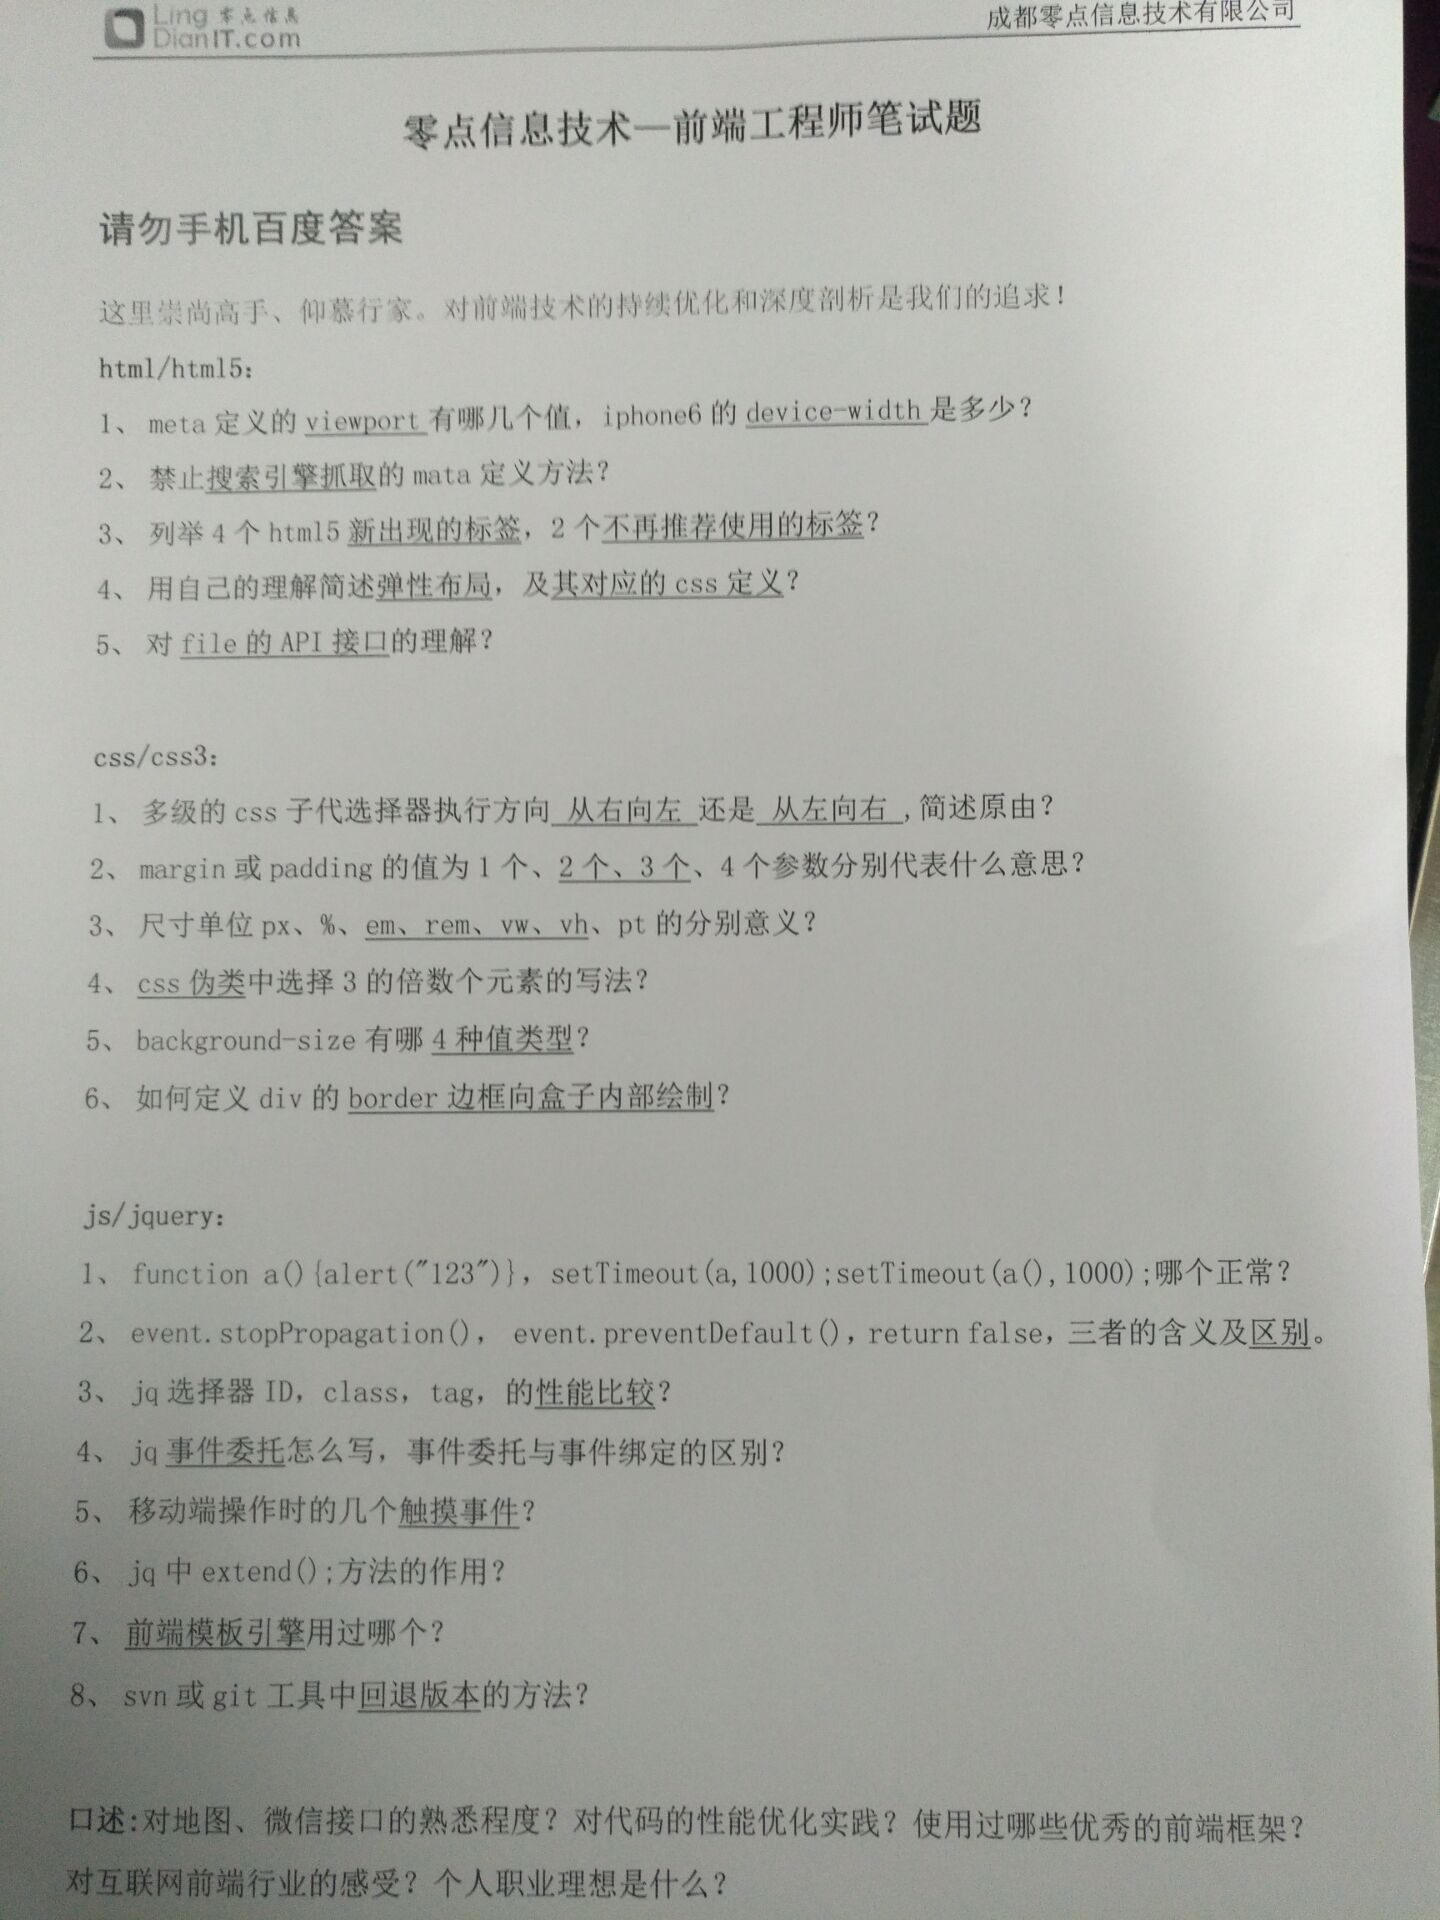 Ling 零点信息
DianIT.com
成都零点信息技术有限公司
零点信息技术—前端工程师笔试题
请勿手机百度答案
这里崇尚高手、仰慕行家。对前端技术的持续优化和深度剖析是我们的追求！
html/html5：
1、 meta 定义的 viewport 有哪几个值，iphone6 的 device-width 是多少？
2、 禁止搜索引擎抓取的 mata 定义方法？
3、 列举 4 个 html5 新出现的标签，2 个不再推荐使用的标签？
4、 用自己的理解简述弹性布局，及其对应的 css 定义？
5、 对 file 的 API 接口的理解？
css/css3：
1、 多级的 css 子代选择器执行方向 从右向左 还是 从左向右 ,简述原由？
2、 margin 或 padding 的值为 1 个、2 个、3 个、4 个参数分别代表什么意思？
3、 尺寸单位 px、%、em、rem、vw、vh、pt 的分别意义？
4、 css 伪类中选择 3 的倍数个元素的写法？
5、 background-size 有哪 4 种值类型？
6、 如何定义 div 的 border 边框向盒子内部绘制？
js/jquery：
1、 function a(){alert("123")}，setTimeout(a,1000);setTimeout(a(),1000);哪个正常？
2、 event.stopPropagation()， event.preventDefault()，return false，三者的含义及区别。
3、 jq 选择器 ID，class，tag，的性能比较？
4、 jq 事件委托怎么写，事件委托与事件绑定的区别？
5、 移动端操作时的几个触摸事件？
6、 jq 中 extend();方法的作用？
7、 前端模板引擎用过哪个？
8、 svn 或 git 工具中回退版本的方法？
口述:对地图、微信接口的熟悉程度？对代码的性能优化实践？使用过哪些优秀的前端框架？
对互联网前端行业的感受？个人职业理想是什么？